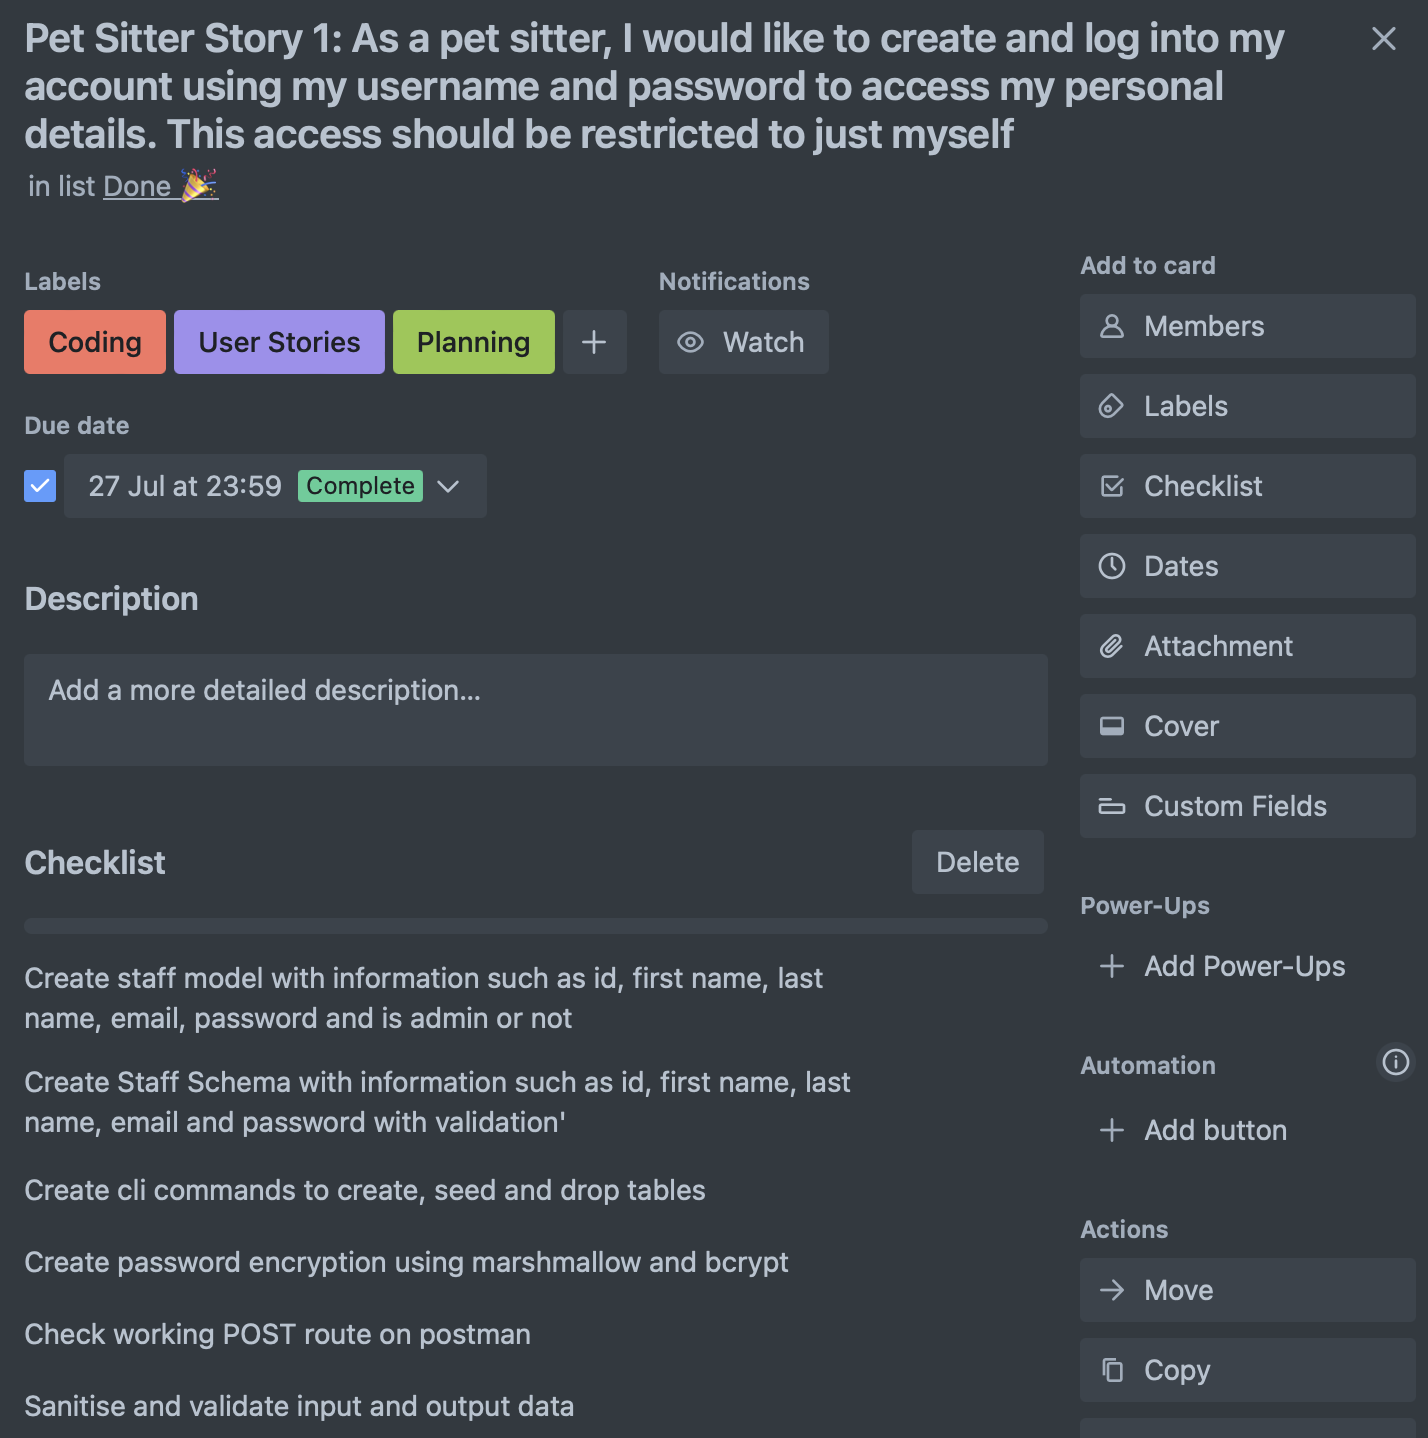 Pet Sitter Story 1: As a pet sitter, I would like to create and log into my
account using my username and password to access my personal
details. This access should be restricted to just myself
in list Done 🎉
Labels
Coding
User Stories
Planning
Notifications
Watch
Due date
27 Jul at 23:59 Complete
Description
Add a more detailed description...
Checklist
Delete
Create staff model with information such as id, first name, last
name, email, password and is admin or not
Create Staff Schema with information such as id, first name, last
name, email and password with validation'
Create cli commands to create, seed and drop tables
Create password encryption using marshmallow and bcrypt
Check working POST route on postman
Sanitise and validate input and output data
Add to card
Members
Labels
Checklist
Dates
Attachment
Cover
Custom Fields
Power-Ups
Add Power-Ups
Automation
Add button
Actions
Move
Copy